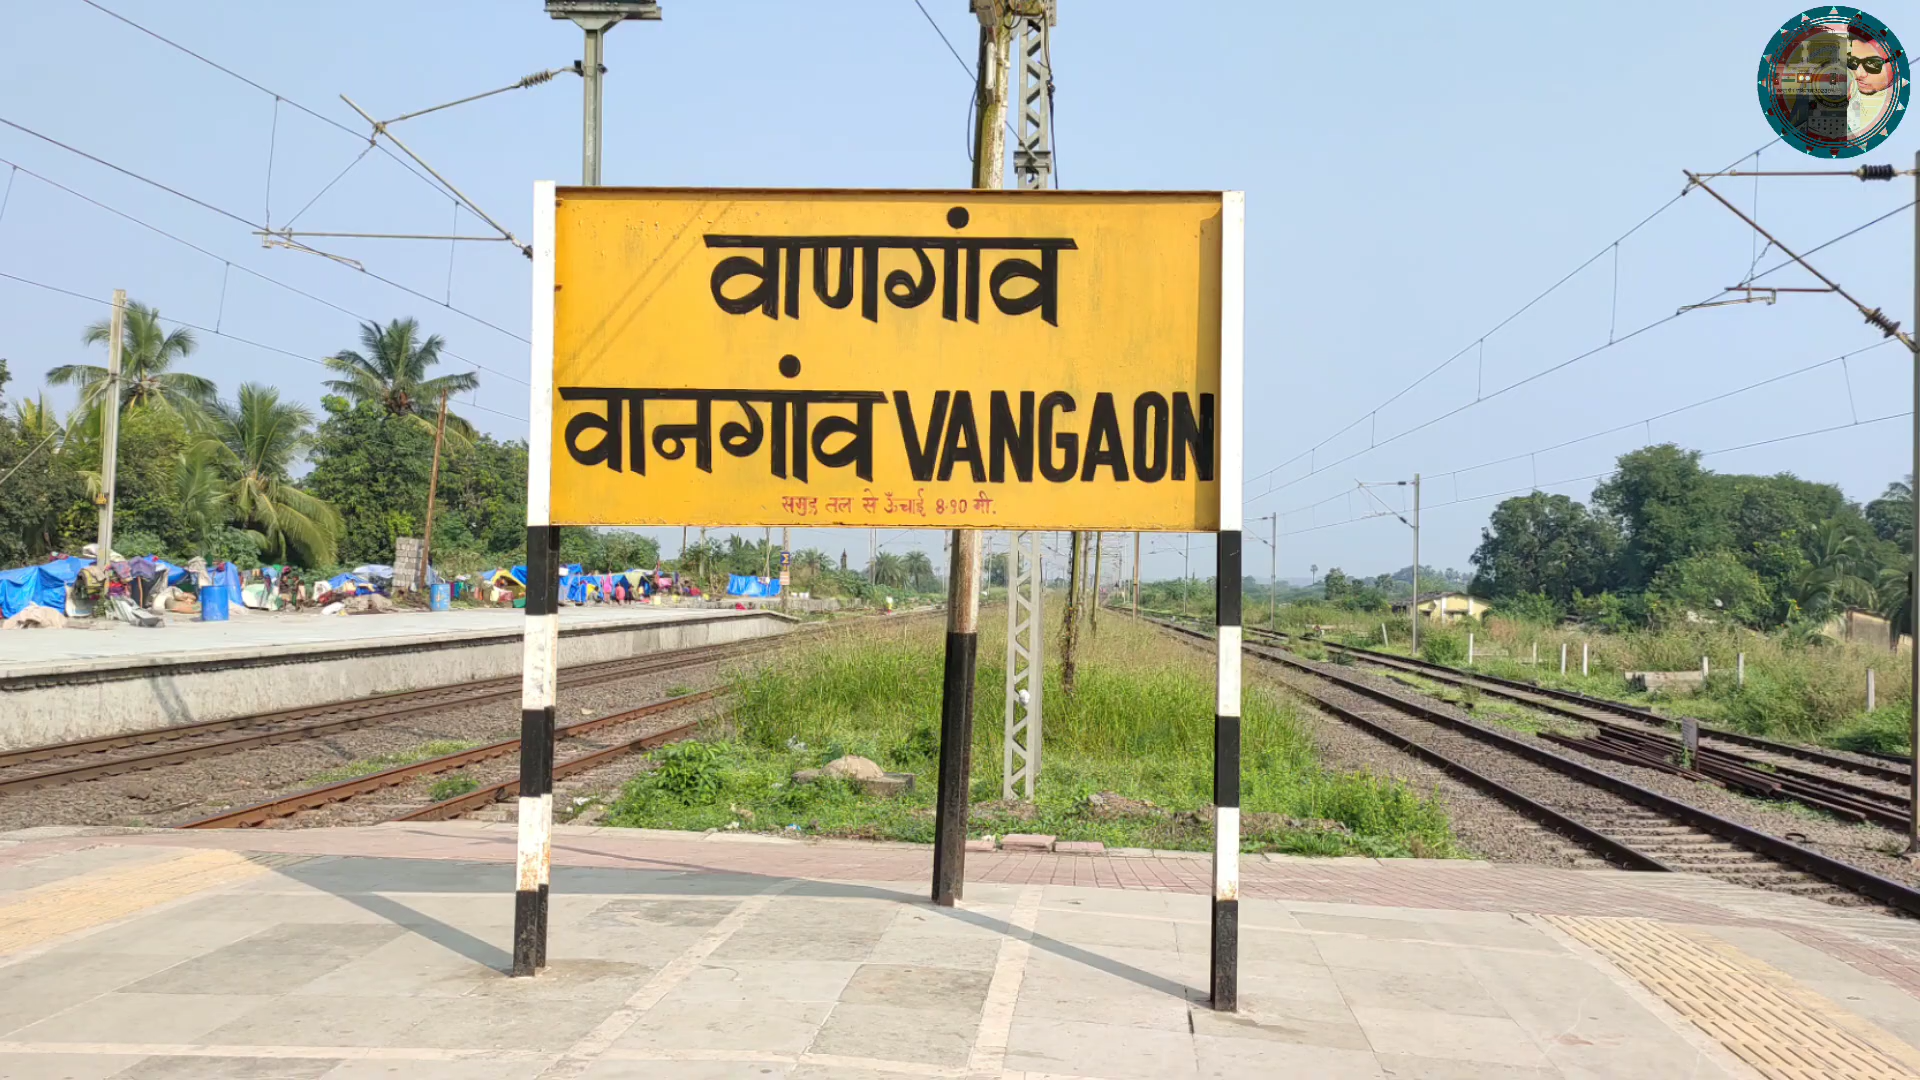 वाणगांव
वानगांव VANGAON
समुद्र तल से ऊँचाई 8.90 मी.